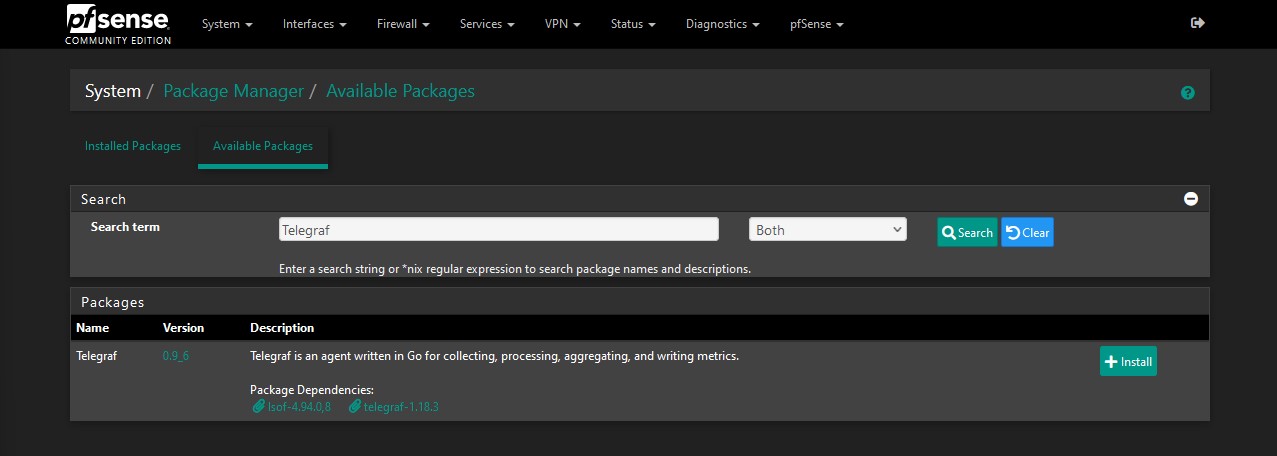 pfsense
COMMUNITY EDITION
System Interfaces Firewall Services VPN Status Diagnostics pfSense
System / Package Manager / Available Packages
Installed Packages Available Packages
Search
Search term Telegraf Both Search Clear
Enter a search string or *nix regular expression to search package names and descriptions.
Packages
Name Version Description
Telegraf 0.9_6 Telegraf is an agent written in Go for collecting, processing, aggregating, and writing metrics. Install
Package Dependencies:
lsof-4.94.0,8 telegraf-1.18.3